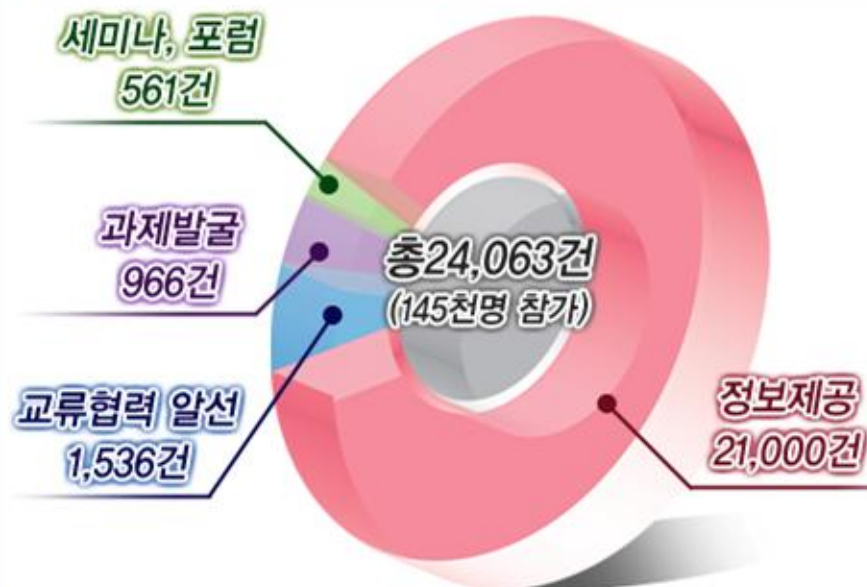 세미나, 포럼
561건
과제발굴
966건
총24,063건
(145천명 참가)
교류협력 알선
1,536건
정보제공
21,000건